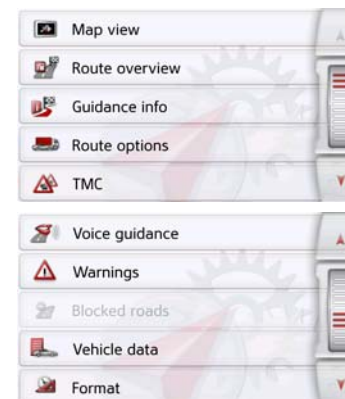 Map view
Route overview
Guidance info
Route options
TMC
Voice guidance
Warnings
Blocked roads
Vehicle data
Format